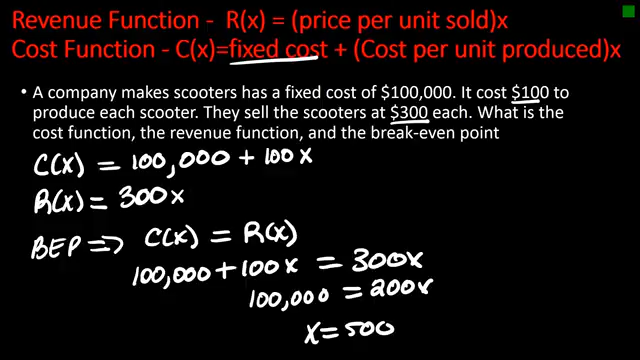 Revenue Function - R(x) = (price per unit sold)x
Cost Function - C(x)=fixed cost + (Cost per unit produced)x
• A company makes scooters has a fixed cost of $100,000. It cost $100 to
produce each scooter. They sell the scooters at $300 each. What is the
cost function, the revenue function, and the break-even point
C(x) = 100,000 + 100x
R(x) = 300x
BEP => C(x) = R(x)
100,000 + 100x = 300x
100,000 = 200x
x = 500